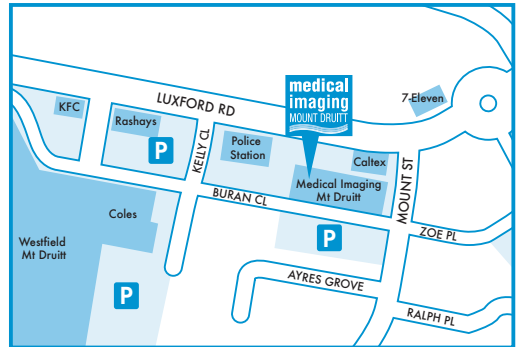 medical
imaging
MOUNT DRUITT
7-Eleven
KFC
LUXFORD RD
Rashays
P
KELLY CL
Police
Station
Caltex
Medical Imaging
Mt Druitt
MOUNT ST
BURAN CL
Coles
ZOE PL
P
Westfield
Mt Druitt
AYRES GROVE
P
RALPH PL